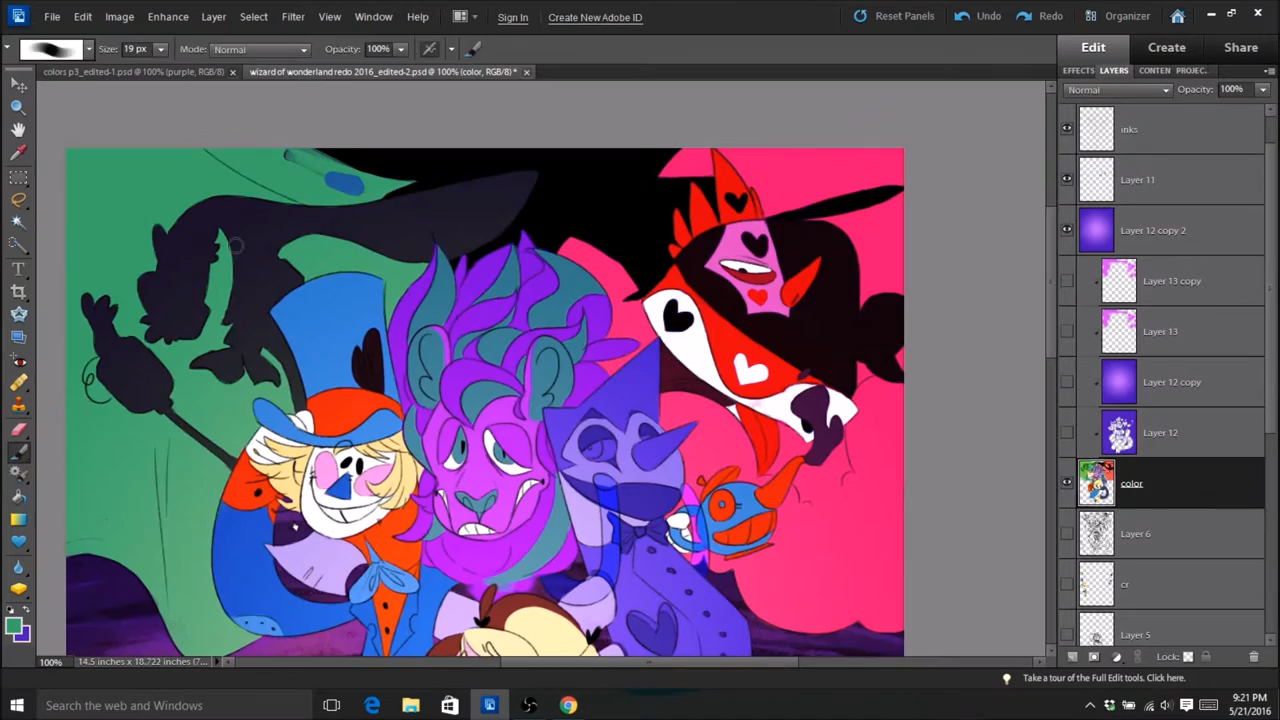 File Edit Image Enhance Layer Select Filter View Window Help Sign In Create New Adobe ID Reset Panels Undo Redo Organizer
Size: 19 px Mode: Normal Opacity: 100%
Edit Create Share
colors p3_edited-1.psd @ 100% (purple, RGB/8) wizard of wonderland redo 2016_edited-2.psd @ 100% (color, RGB/8) *
EFFECTS LAYERS CONTEN PROJEC.
Normal Opacity: 100%
inks
Layer 11
Layer 12 copy 2
Layer 13 copy
Layer 13
Layer 12 copy
Layer 12
color
Layer 6
cr
Layer 5
100% 14.5 inches x 18.722 inches (7... Lock:
Take a tour of the Full Edit tools. Click here.
Search the web and Windows
9:21 PM
5/21/2016